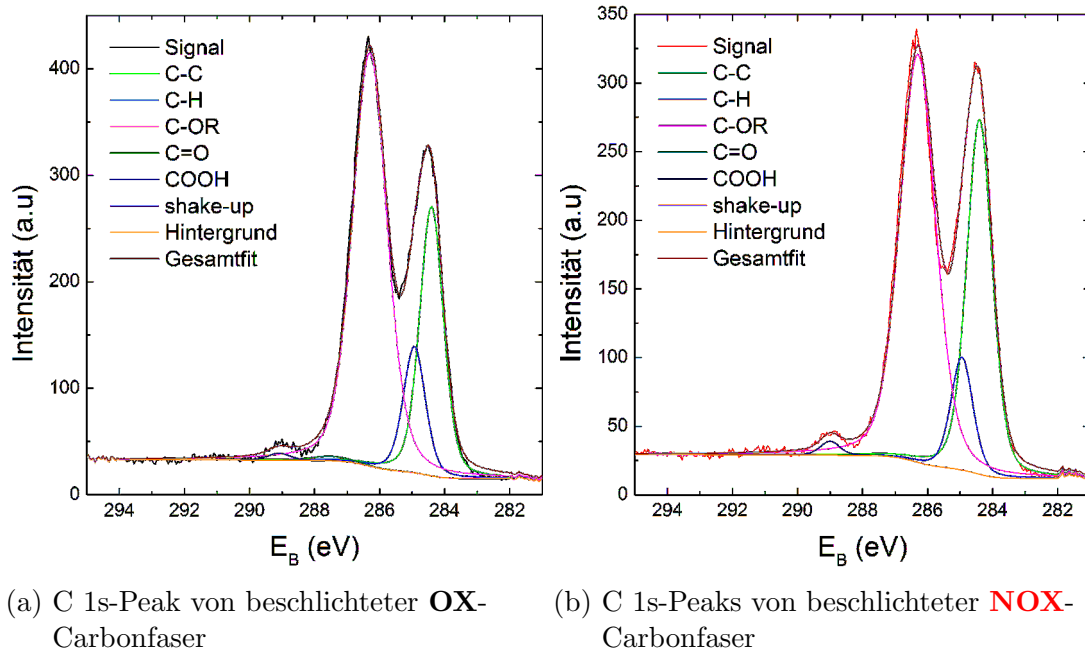 Signal
C-C
C-H
C-OR
C=O
COOH
shake-up
Hintergrund
Gesamtfit
400
300
200
100
0
294 292 290 288 286 284 282
Intensität (a.u)
E_B (eV)
(a) C 1s-Peak von beschlichteter OX-
Carbonfaser
Signal
C-C
C-H
C-OR
C=O
COOH
shake-up
Hintergrund
Gesamtfit
350
300
250
200
150
100
50
0
294 292 290 288 286 284 282
Intensität (a.u)
E_B (eV)
(b) C 1s-Peaks von beschlichteter NOX-
Carbonfaser